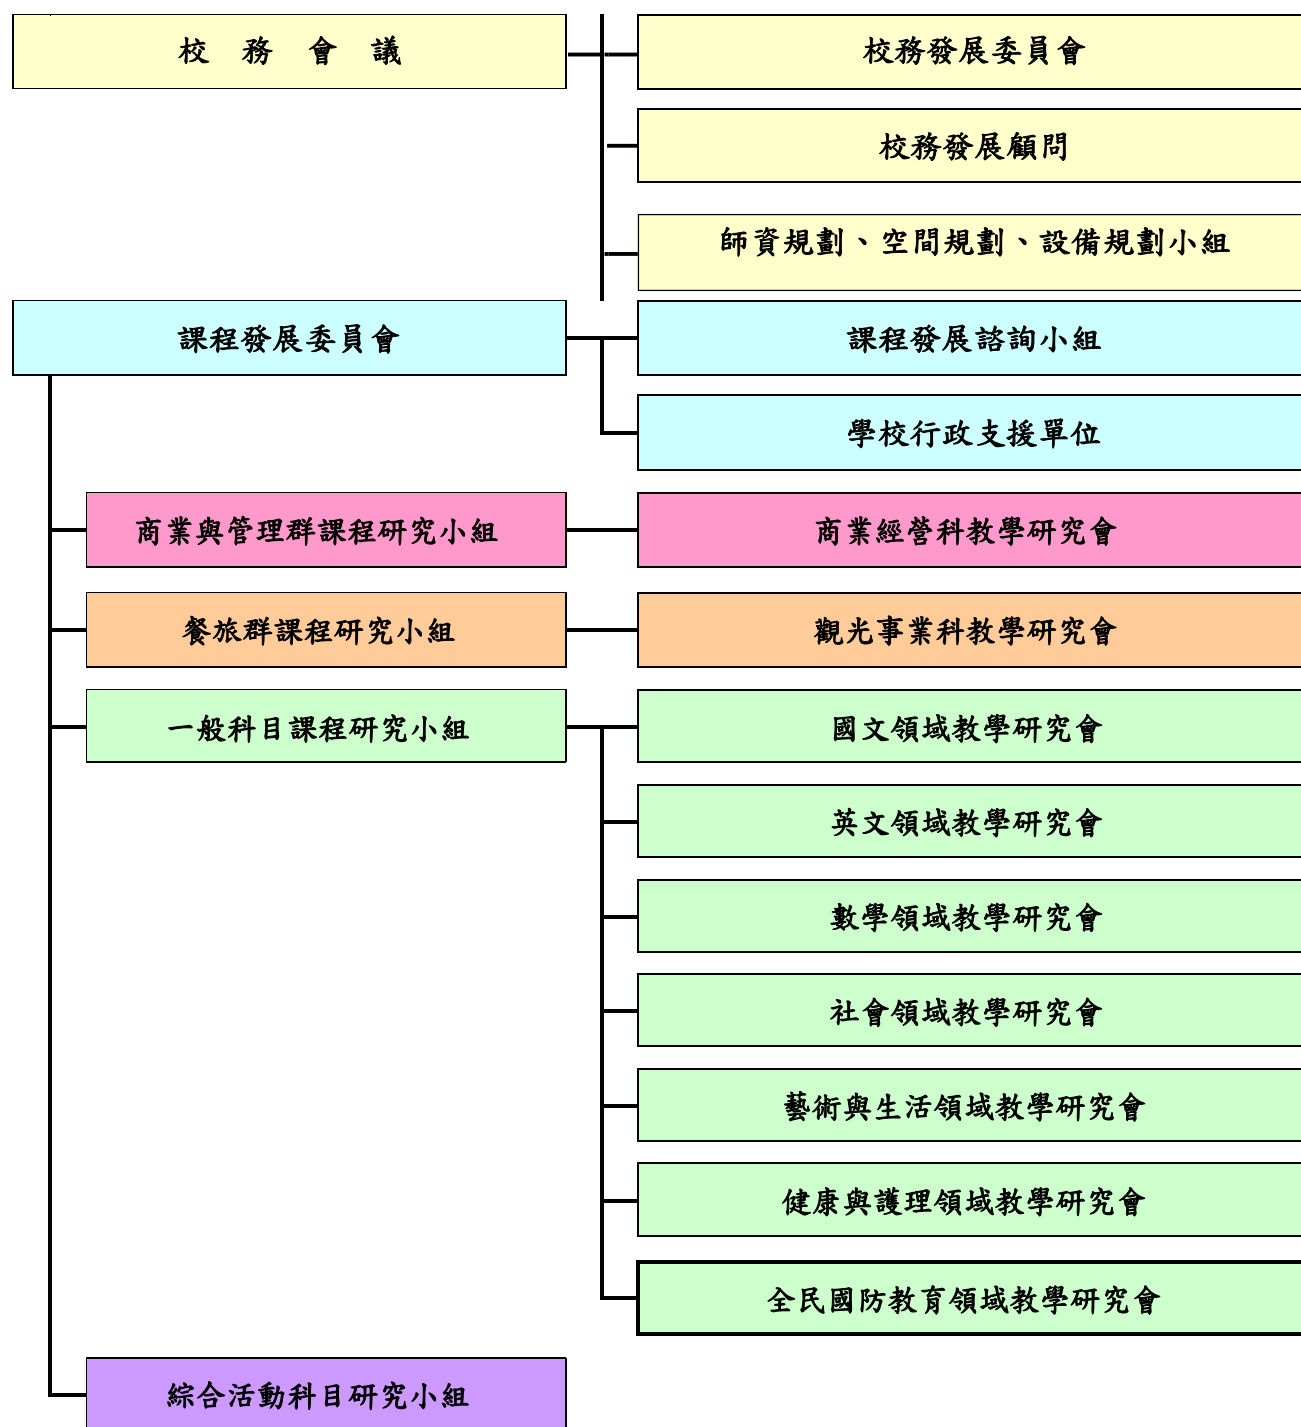 校務會議
校務發展委員會
校務發展顧問
師資規劃、空間規劃、設備規劃小組
課程發展委員會
課程發展諮詢小組
學校行政支援單位
商業與管理群課程研究小組
商業經營科教學研究會
餐旅群課程研究小組
觀光事業科教學研究會
一般科目課程研究小組
國文領域教學研究會
英文領域教學研究會
數學領域教學研究會
社會領域教學研究會
藝術與生活領域教學研究會
健康與護理領域教學研究會
全民國防教育領域教學研究會
綜合活動科目研究小組